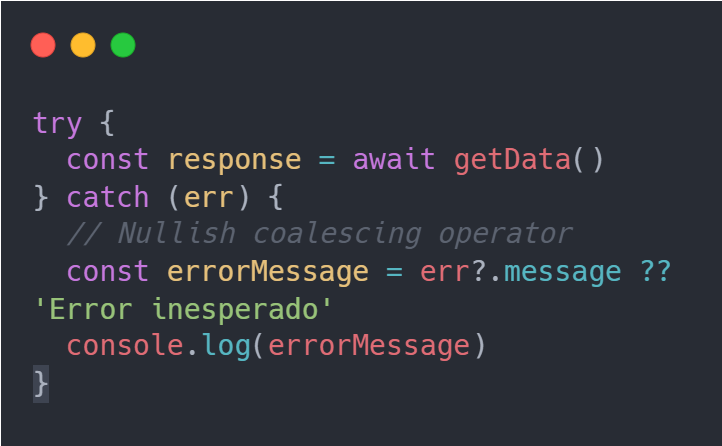 try {
  const response = await getData()
} catch (err) {
  // Nullish coalescing operator
  const errorMessage = err?.message ??
'Error inesperado'
  console.log(errorMessage)
}